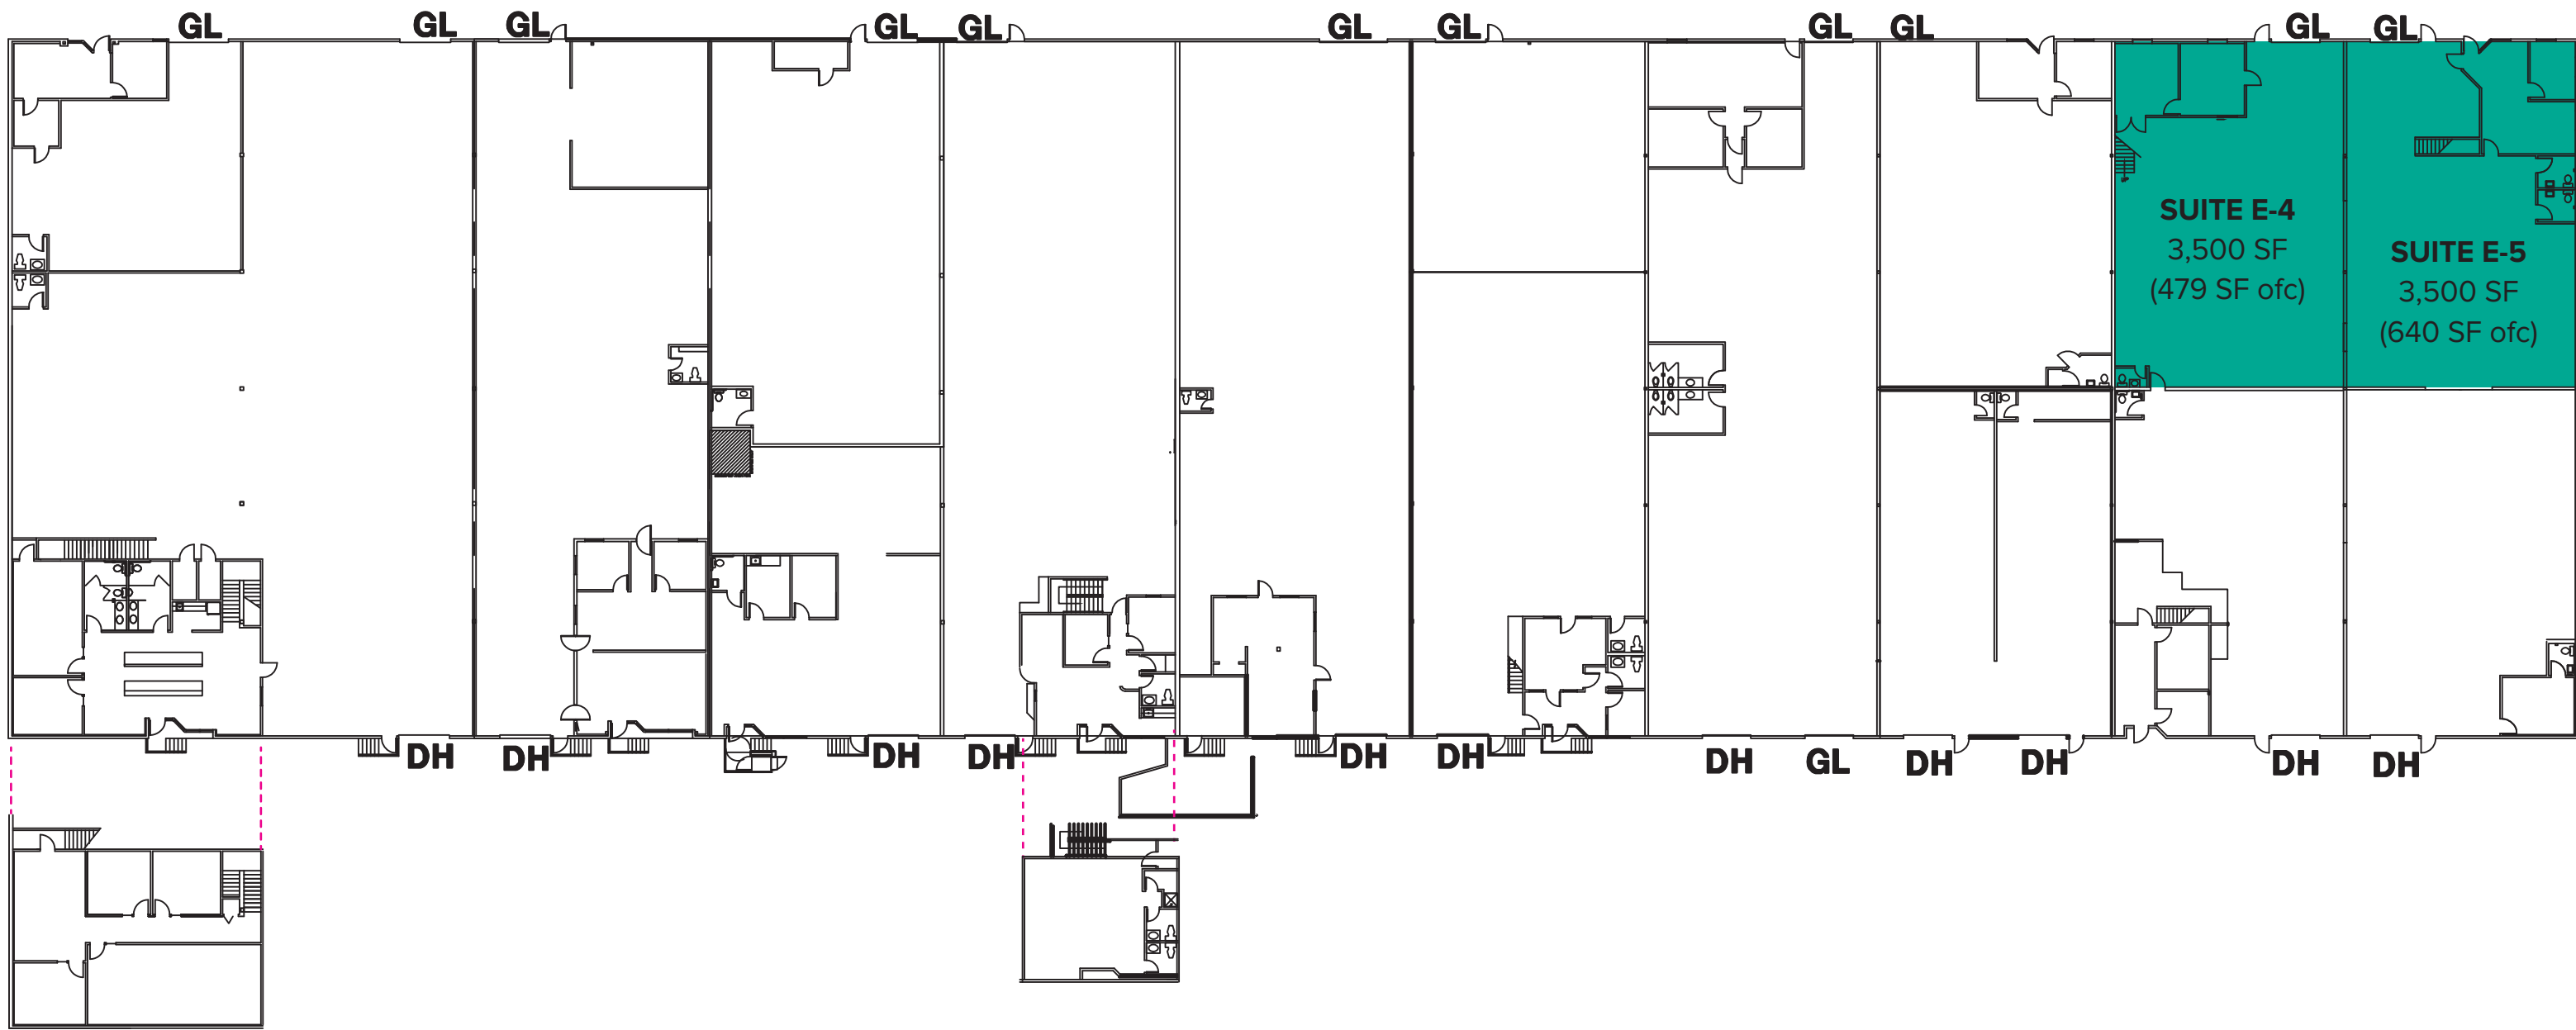 GL GL GL GL GL GL GL GL GL GL GL
SUITE E-4
3,500 SF
(479 SF ofc)
SUITE E-5
3,500 SF
(640 SF ofc)
DH DH DH DH DH DH DH GL DH DH DH DH